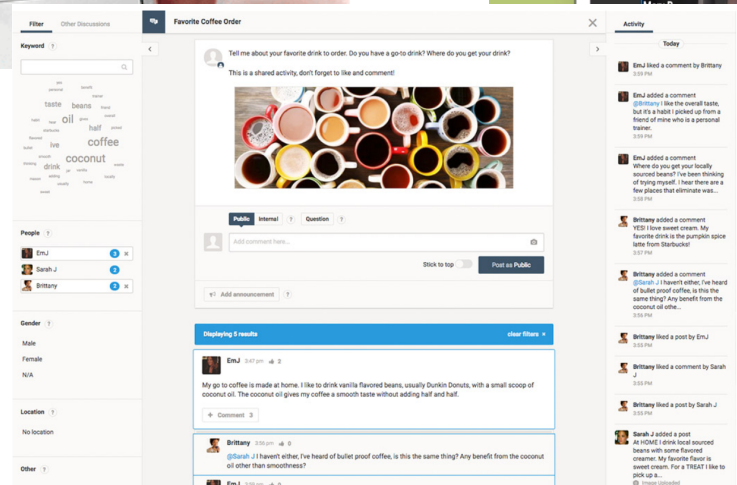 Filter
Other Discussions
Favorite Coffee Order
Activity
Keyword ?
taste
beans
oil
half
ive
coffee
coconut
drink
People ?
EmJ 3 ×
Sarah J 2
Brittany 2 ×
Gender ?
Male
Female
N/A
Location ?
No location
Other ?
Tell me about your favorite drink to order. Do you have a go-to drink? Where do you get your drink?
This is a shared activity, don't forget to like and comment!
Public Internal ? Question ?
Add comment here...
Stick to top
Post as Public
Add announcement ?
Displaying 5 results
clear filters ×
EmJ 3:47 pm 2
My go to coffee is made at home. I like to drink vanilla flavored beans, usually Dunkin Donuts, with a small scoop of
coconut oil. The coconut oil gives my coffee a smooth taste without adding half and half.
+ Comment 3
Brittany 3:56 pm 0
@Sarah J I haven't either, I've heard of bullet proof coffee, is this the same thing? Any benefit from the coconut
oil other than smoothness?
EmJ 3:59 pm 0
Today
EmJ liked a comment by Brittany
3:59 PM
EmJ added a comment
@Brittany I like the overall taste,
but it's a habit I picked up from a
friend of mine who is a personal
trainer.
3:59 PM
EmJ added a comment
Where do you get your locally
sourced beans? I've been thinking
of trying myself. I hear there are a
few places that eliminate was...
3:58 PM
Brittany added a comment
YES! I love sweet cream. My
favorite drink is the pumpkin spice
latte from Starbucks!
3:57 PM
Brittany added a comment
@Sarah J I haven't either, I've heard
of bullet proof coffee, is this the
same thing? Any benefit from the
coconut oil othe...
3:56 PM
Brittany liked a post by EmJ
3:55 PM
Brittany liked a comment by Sarah
J
3:55 PM
Brittany liked a post by Sarah J
3:55 PM
Sarah J added a post
At HOME I drink local sourced
beans with some flavored
creamer. My favorite flavor is
sweet cream. For a TREAT I like to
pick up a...
Image Uploaded